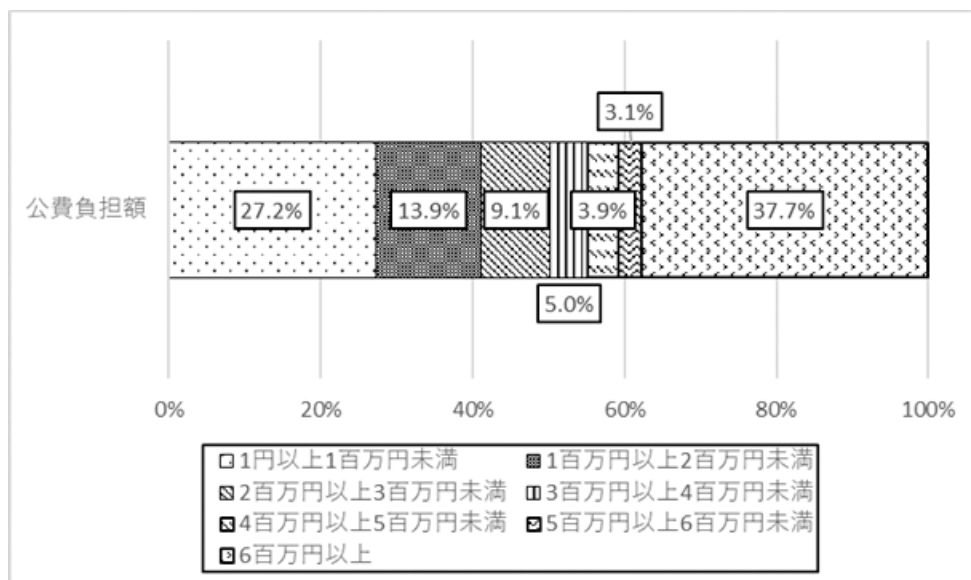 3.1%
公費負担額
27.2%
13.9%
9.1%
3.9%
37.7%
5.0%
0% 20% 40% 60% 80% 100%
1円以上1百万円未満 1百万円以上2百万円未満
2百万円以上3百万円未満 3百万円以上4百万円未満
4百万円以上5百万円未満 5百万円以上6百万円未満
6百万円以上